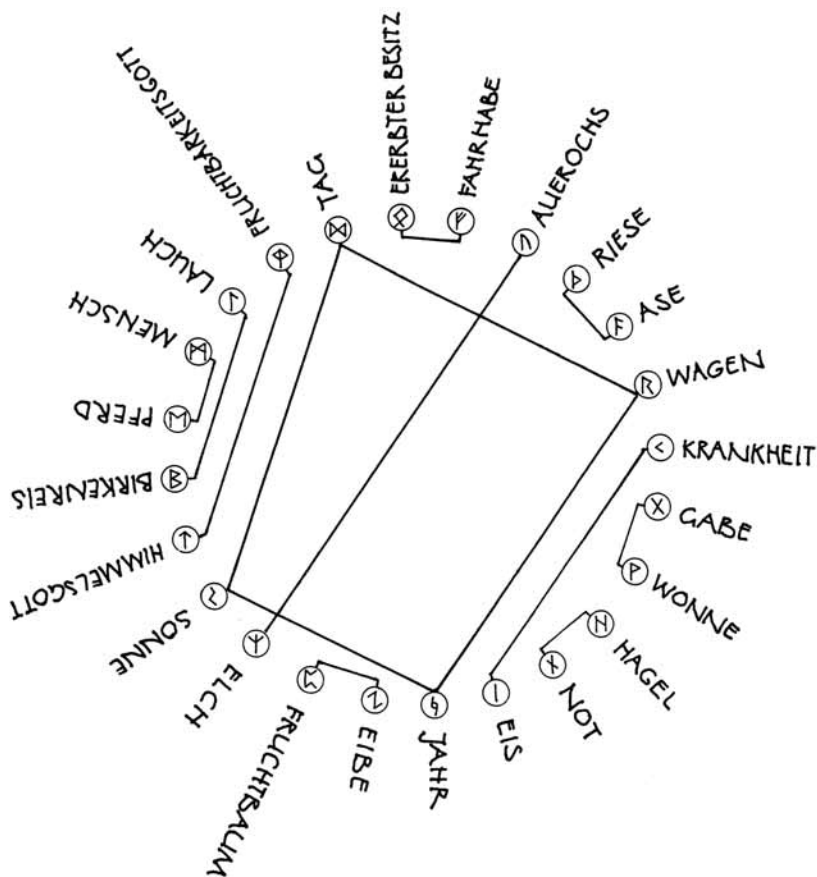 ᚠ FAHRHABE
ᚢ AUEROCHS
ᚦ RIESE
ᚨ ASE
ᚱ WAGEN
ᚲ KRANKHEIT
ᚷ GABE
ᚹ WONNE
ᚺ HAGEL
ᚾ NOT
ᛁ EIS
ᛃ JAHR
ᛇ EIBE
ᛈ FRUCHTBAUM
ᛉ ELCH
ᛊ SONNE
ᛏ HIMMELSGOTT
ᛒ BIRKENREIS
ᛖ PFERD
ᛗ MENSCH
ᛚ LAUCH
ᛜ FRUCHTBARKEITSGOTT
ᛞ TAG
ᛟ ERERBTER BESITZ